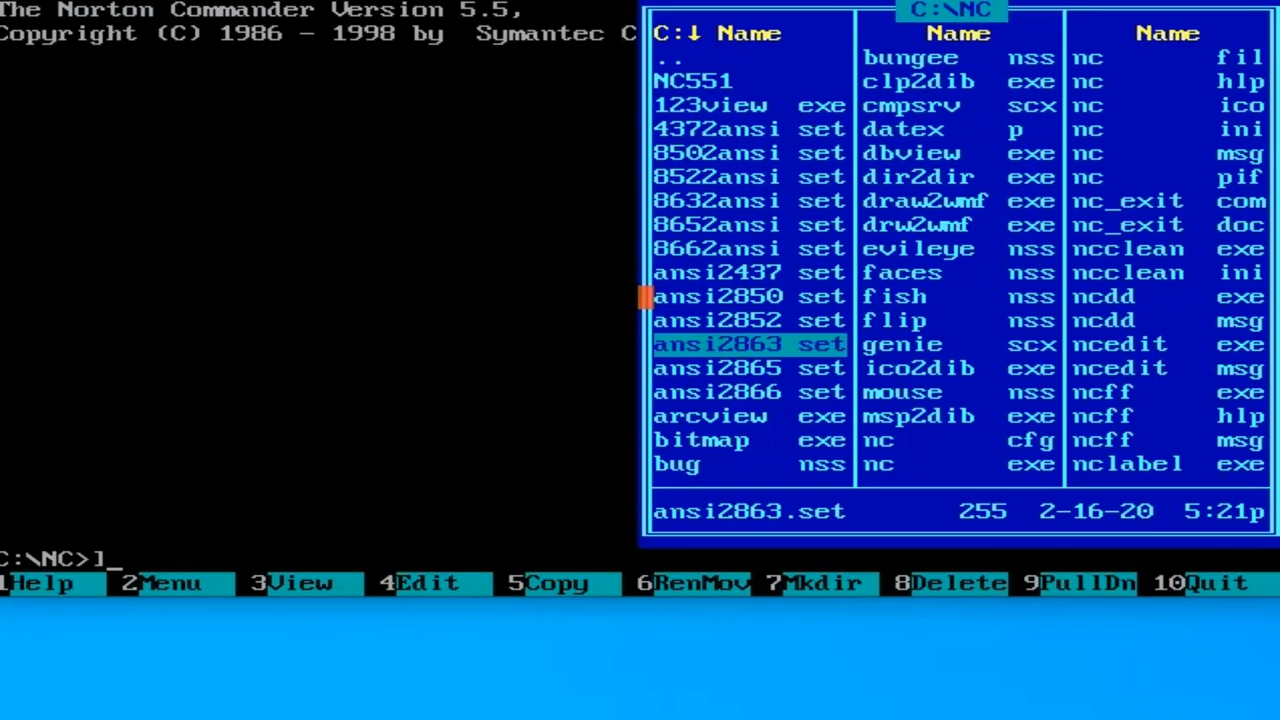 The Norton Commander Version 5.5,
Copyright (C) 1986 - 1998 by Symantec C
C:\NC
C:↓ Name Name Name
.. bungee nss nc fil
NC551 clp2dib exe nc hlp
123view exe cmpsrv scx nc ico
4372ansi set datex p nc ini
8502ansi set dbview exe nc msg
8522ansi set dir2dir exe nc pif
8632ansi set draw2wmf exe nc_exit com
8652ansi set drw2wmf exe nc_exit doc
8662ansi set evileye nss ncclean exe
ansi2437 set faces nss ncclean ini
ansi2850 set fish nss ncdd exe
ansi2852 set flip nss ncdd msg
ansi2863 set genie scx ncedit exe
ansi2865 set ico2dib exe ncedit msg
ansi2866 set mouse nss ncff exe
arcview exe msp2dib exe ncff hlp
bitmap exe nc cfg ncff msg
bug nss nc exe nclabel exe
ansi2863.set 255 2-16-20 5:21p
C:\NC>]_
1Help 2Menu 3View 4Edit 5Copy 6RenMov 7Mkdir 8Delete 9PullDn 10Quit